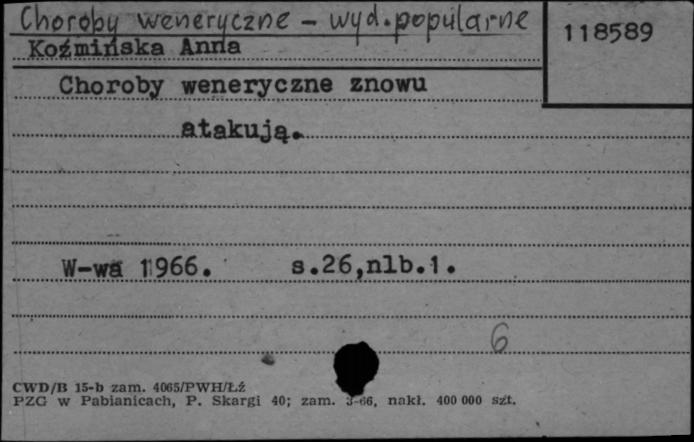 Choroby weneryczne – wyd. popularne
118589
Koźmińska Anna
Choroby weneryczne znowu
atakują.
W-wa 1966. s.26,nlb.1.
6
CWD/B 15-b zam. 4065/PWH/Łż
PZG w Pabianicach, P. Skargi 40; zam. 3-66, nakł. 400 000 szt.